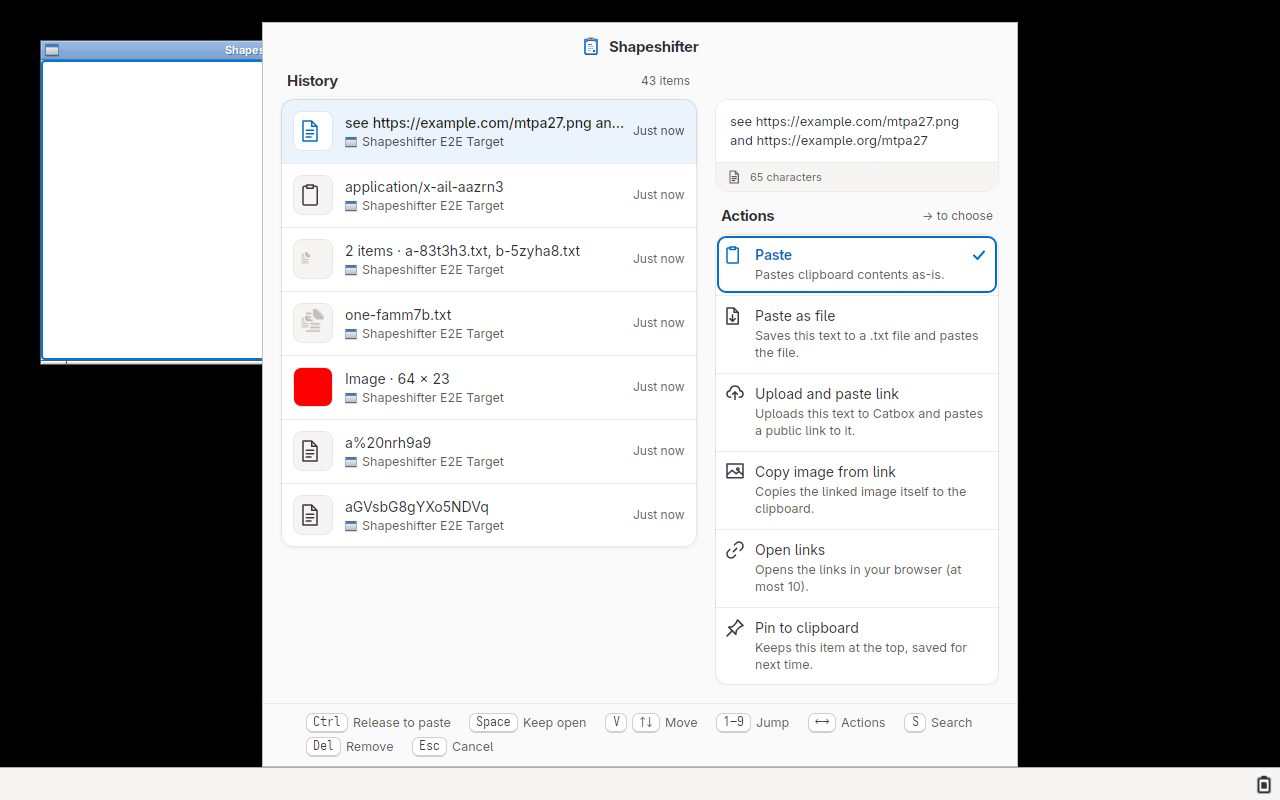 Shapes
Shapeshifter
History
43 items
see https://example.com/mtpa27.png an...
Shapeshifter E2E Target
Just now
application/x-ail-aazrn3
Shapeshifter E2E Target
Just now
2 items · a-83t3h3.txt, b-5zyha8.txt
Shapeshifter E2E Target
Just now
one-famm7b.txt
Shapeshifter E2E Target
Just now
Image · 64 × 23
Shapeshifter E2E Target
Just now
a%20nrh9a9
Shapeshifter E2E Target
Just now
aGVsbG8gYXo5NDVq
Shapeshifter E2E Target
Just now
see https://example.com/mtpa27.png
and https://example.org/mtpa27
65 characters
Actions
→ to choose
Paste
Pastes clipboard contents as-is.
Paste as file
Saves this text to a .txt file and pastes
the file.
Upload and paste link
Uploads this text to Catbox and pastes
a public link to it.
Copy image from link
Copies the linked image itself to the
clipboard.
Open links
Opens the links in your browser (at
most 10).
Pin to clipboard
Keeps this item at the top, saved for
next time.
Ctrl Release to paste Space Keep open V ↑↓ Move 1–9 Jump ↔ Actions S Search
Del Remove Esc Cancel